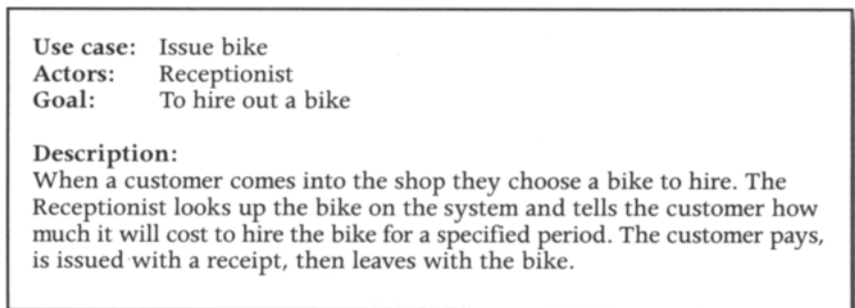 Use case: Issue bike
Actors: Receptionist
Goal: To hire out a bike
Description:
When a customer comes into the shop they choose a bike to hire. The
Receptionist looks up the bike on the system and tells the customer how
much it will cost to hire the bike for a specified period. The customer pays,
is issued with a receipt, then leaves with the bike.